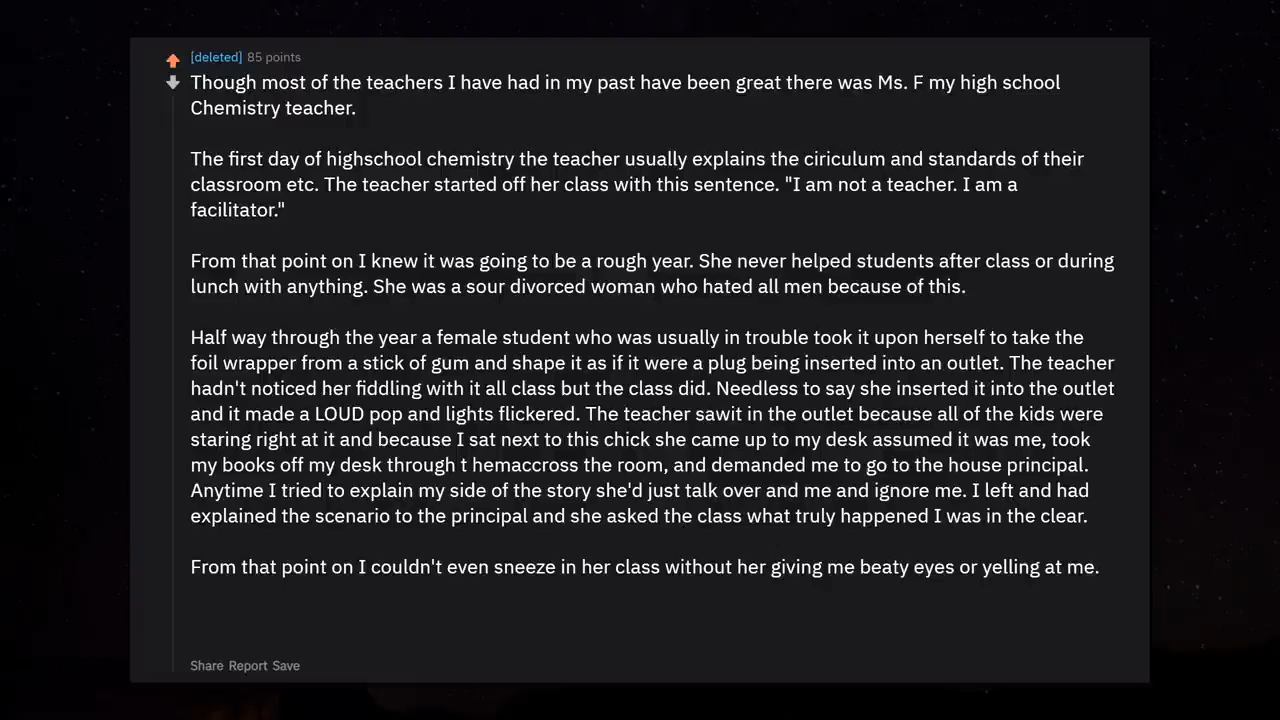 [deleted] 85 points
Though most of the teachers I have had in my past have been great there was Ms. F my high school
Chemistry teacher.
The first day of highschool chemistry the teacher usually explains the ciriculum and standards of their
classroom etc. The teacher started off her class with this sentence. "I am not a teacher. I am a
facilitator."
From that point on I knew it was going to be a rough year. She never helped students after class or during
lunch with anything. She was a sour divorced woman who hated all men because of this.
Half way through the year a female student who was usually in trouble took it upon herself to take the
foil wrapper from a stick of gum and shape it as if it were a plug being inserted into an outlet. The teacher
hadn't noticed her fiddling with it all class but the class did. Needless to say she inserted it into the outlet
and it made a LOUD pop and lights flickered. The teacher sawit in the outlet because all of the kids were
staring right at it and because I sat next to this chick she came up to my desk assumed it was me, took
my books off my desk through t hemaccross the room, and demanded me to go to the house principal.
Anytime I tried to explain my side of the story she'd just talk over and me and ignore me. I left and had
explained the scenario to the principal and she asked the class what truly happened I was in the clear.
From that point on I couldn't even sneeze in her class without her giving me beaty eyes or yelling at me.
Share Report Save